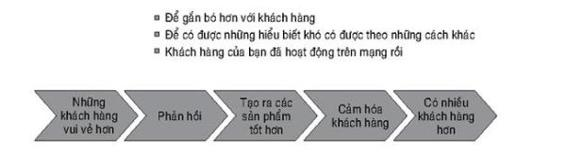 Để gắn bó hơn với khách hàng
Để có được những hiểu biết khó có được theo những cách khác
Khách hàng của bạn đã hoạt động trên mạng rồi
Những
khách hàng
vui vẻ hơn
Phản hồi
Tạo ra các
sản phẩm
tốt hơn
Cảm hóa
khách hàng
Có nhiều
khách hàng
hơn